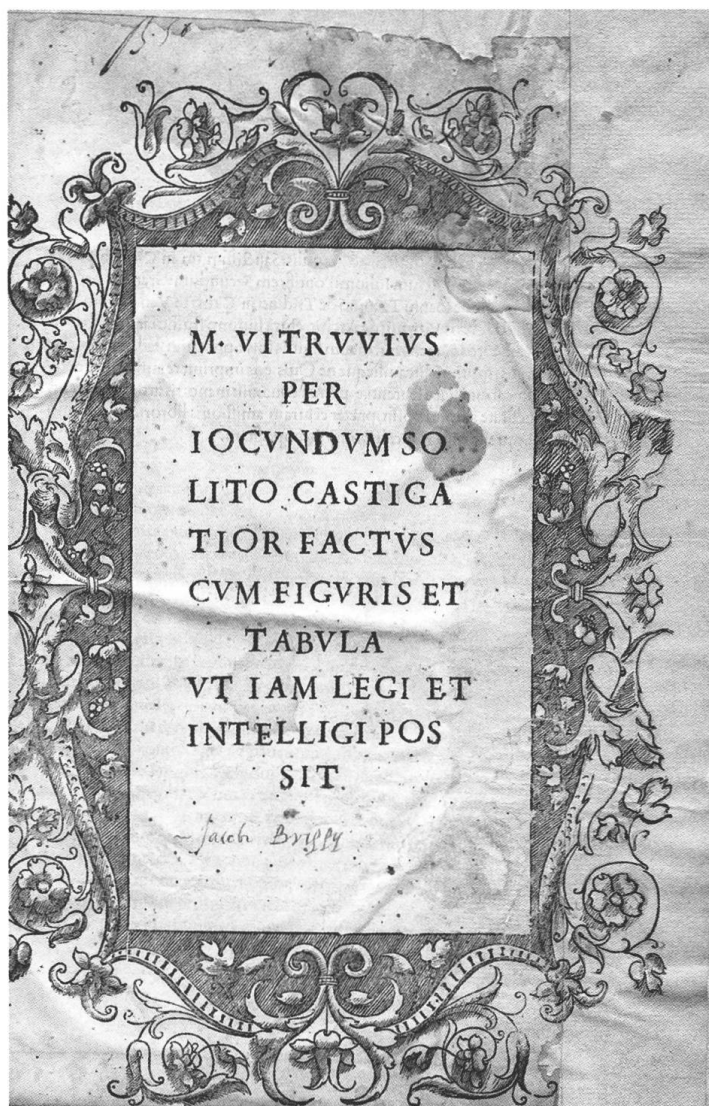 M. VITRVVIVS
PER
IOCVNDVM SO
LITO CASTIGA
TIOR FACTVS
CVM FIGVRIS ET
TABVLA
VT IAM LEGI ET
INTELLIGI POS
SIT